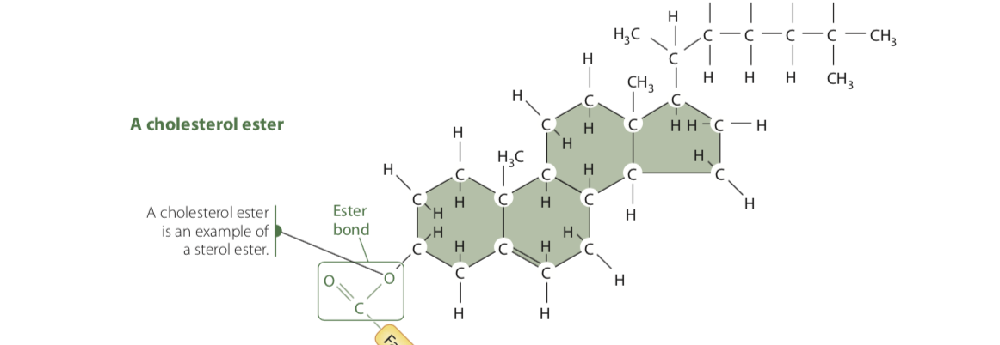 H
H₃C
C — C — C — C — CH₃
C
H H H CH₃
H
CH₃
H
C
C
A cholesterol ester
C
H
C
H H – C — H
H
H
H
H₃C
H
H
C
C
H
C
C
C
H
C
H
C
H
A cholesterol ester
is an example of
a sterol ester.
Ester
bond
H
H
H
C
H
C
H
H
C
H
C
O
O
C
C
H
C
H
H